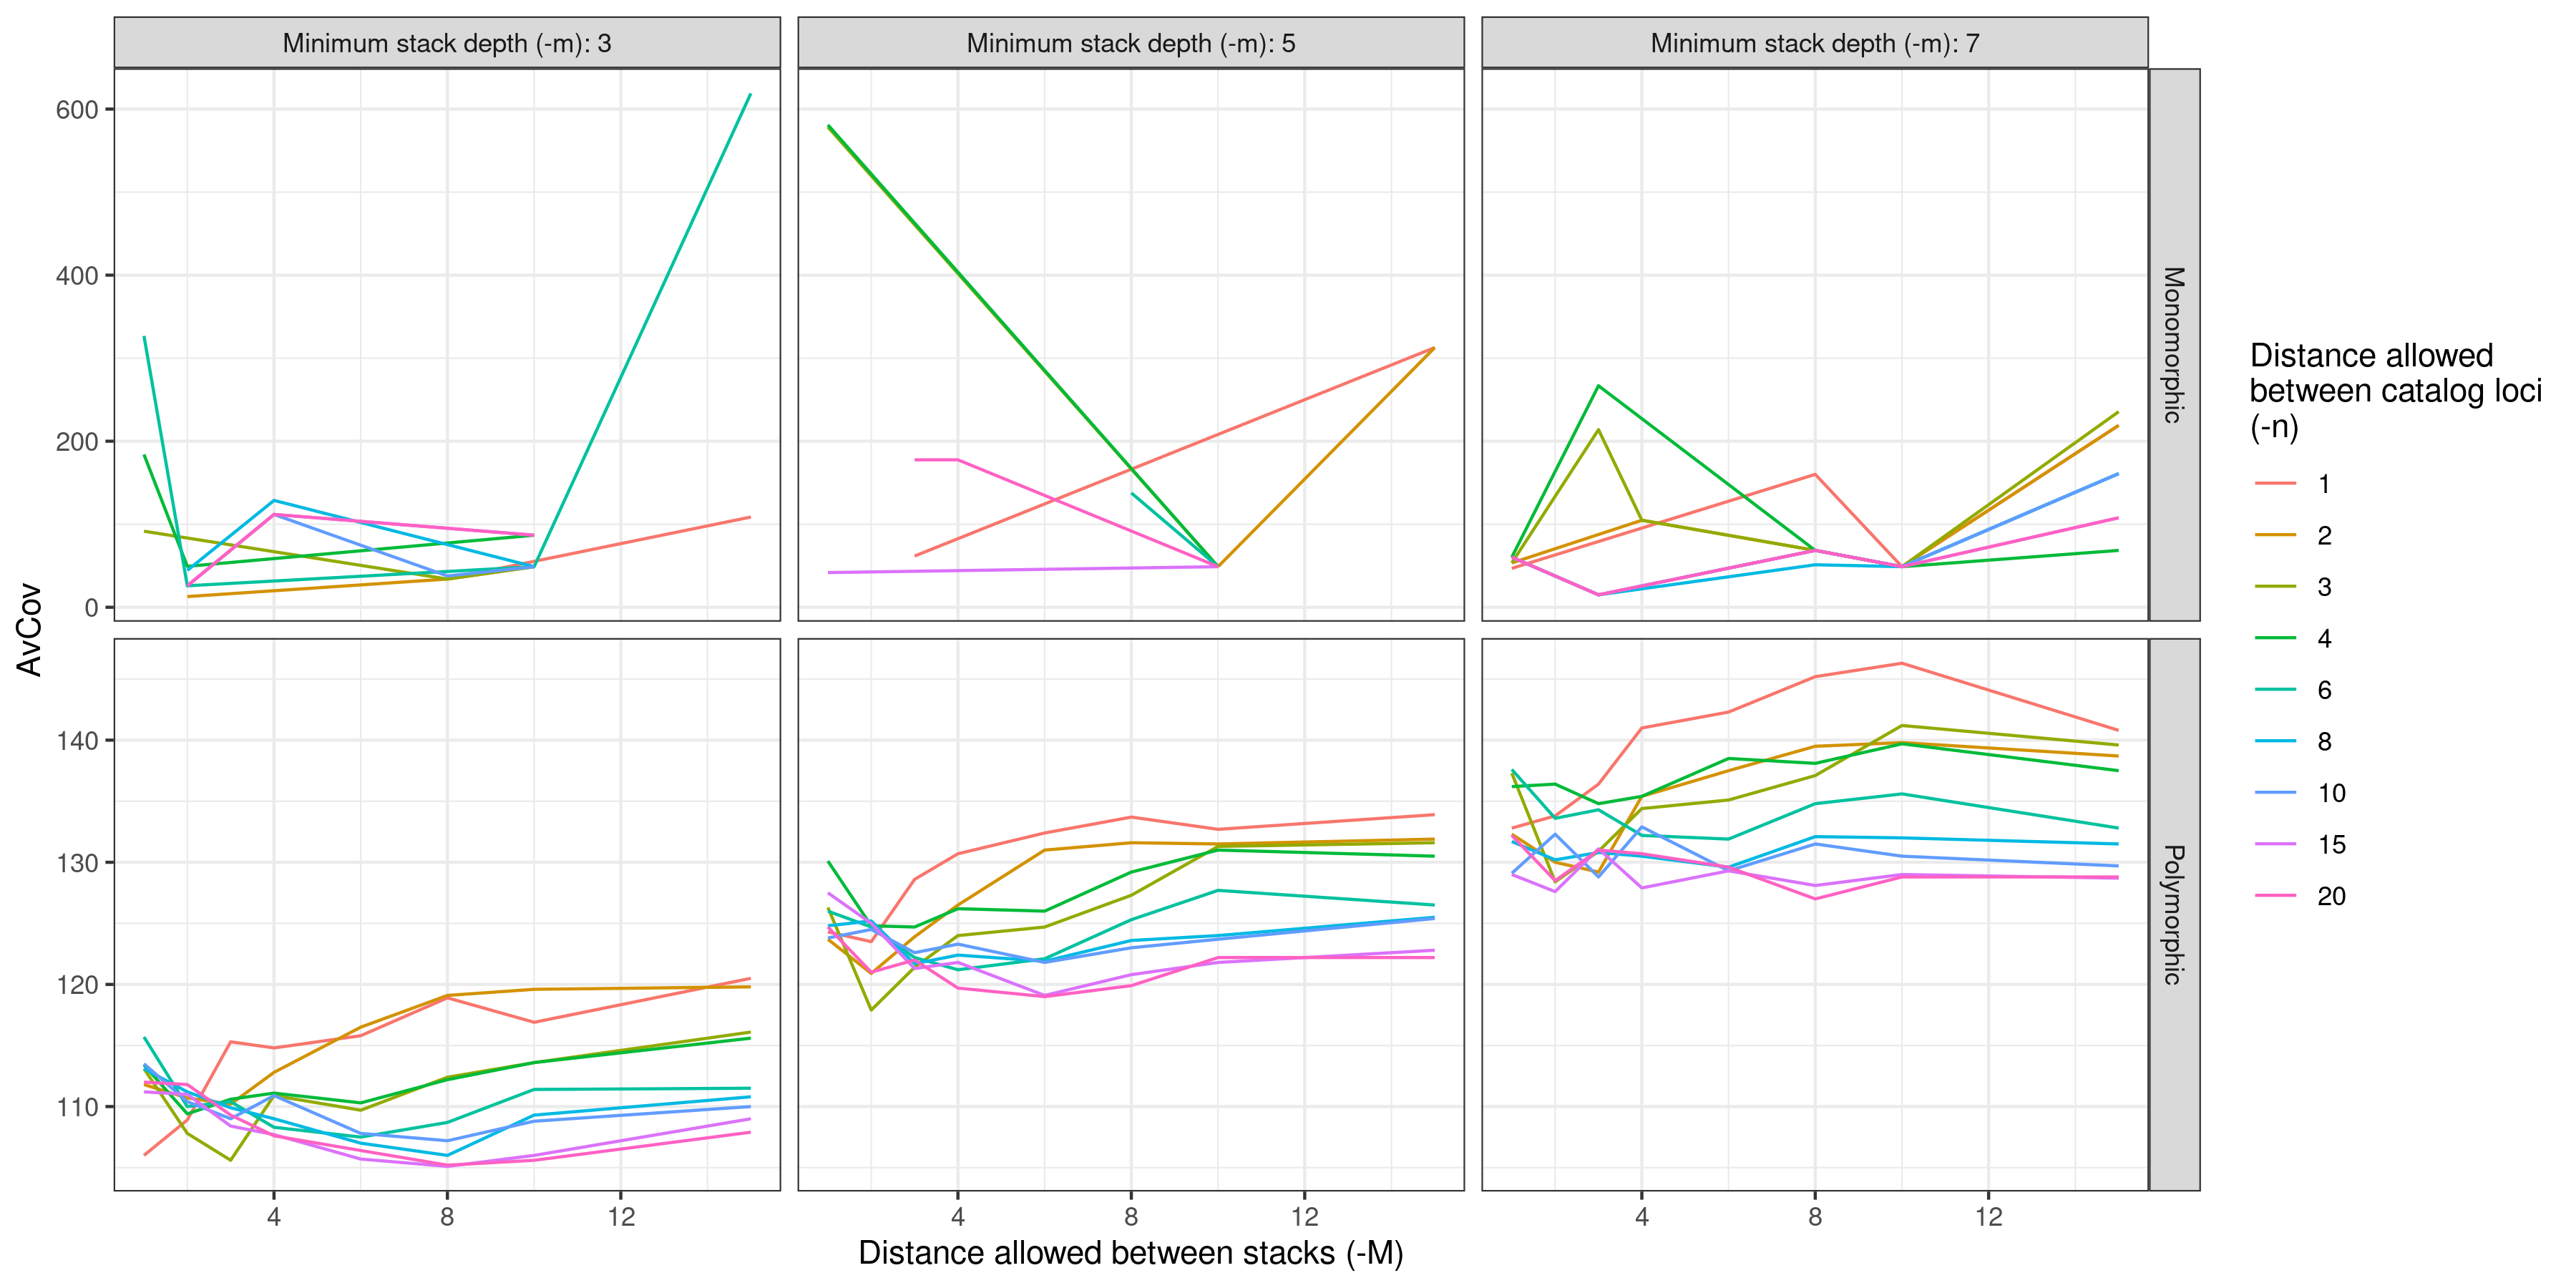 Minimum stack depth (-m): 3
Minimum stack depth (-m): 5
Minimum stack depth (-m): 7
600
400
200
0
Monomorphic
AvCov
140
130
120
110
Polymorphic
4
8
12
4
8
12
4
8
12
Distance allowed between stacks (-M)
Distance allowed
between catalog loci
(-n)
1
2
3
4
6
8
10
15
20